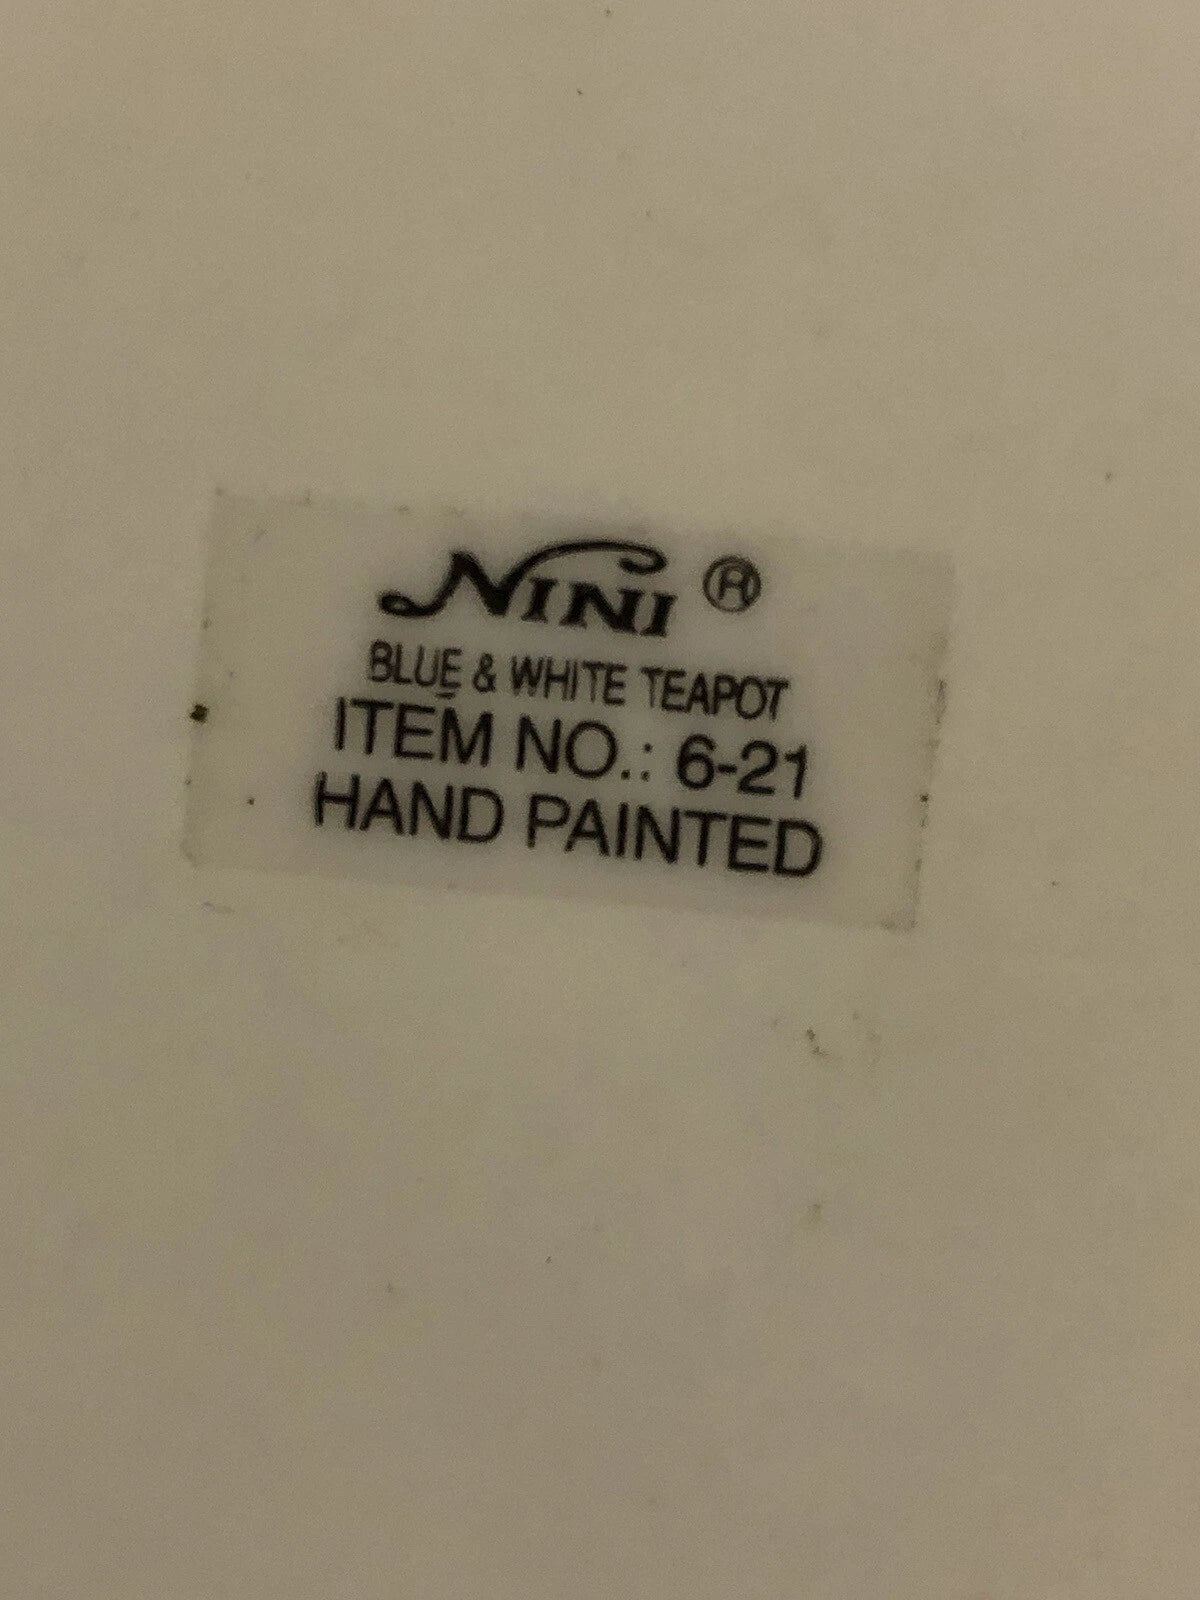 NINI ®
BLUE & WHITE TEAPOT
ITEM NO.: 6-21
HAND PAINTED